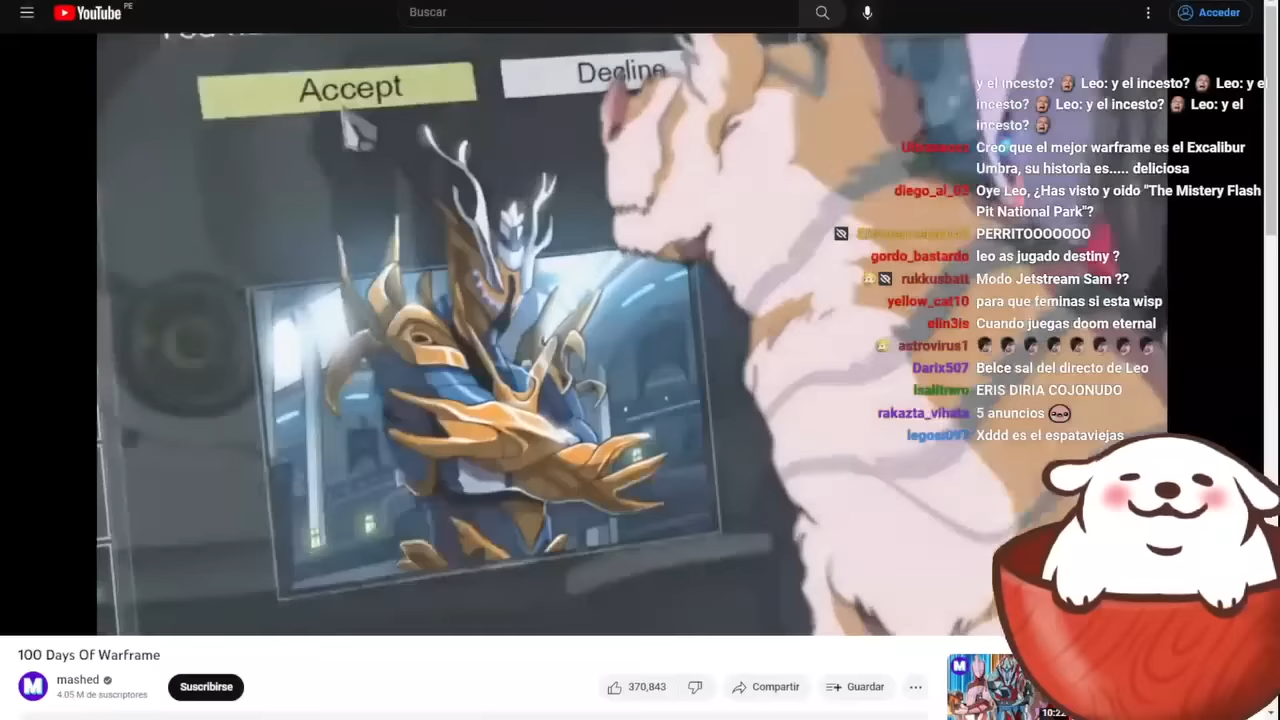 YouTube PE
Buscar
Acceder
Accept
Decline
y el incesto? Leo: y el incesto? Leo: y el
incesto? Leo: y el incesto? Leo: y el
incesto?
Creo que el mejor warframe es el Excalibur
Umbra, su historia es..... deliciosa
diego_al_03 Oye Leo, ¿Has visto y oido "The Mistery Flash
Pit National Park"?
PERRITOOOOOOO
gordo_bastardo leo as jugado destiny ?
rukkusbatt Modo Jetstream Sam ??
yellow_cat10 para que feminas si esta wisp
elin3is Cuando juegas doom eternal
astrovirus1
Darix507 Belce sal del directo de Leo
ERIS DIRIA COJONUDO
rakazta_vihata 5 anuncios
Xddd es el espataviejas
100 Days Of Warframe
mashed
4.05 M de suscriptores
Suscribirse
370,843
Compartir
Guardar
M
M
10:22